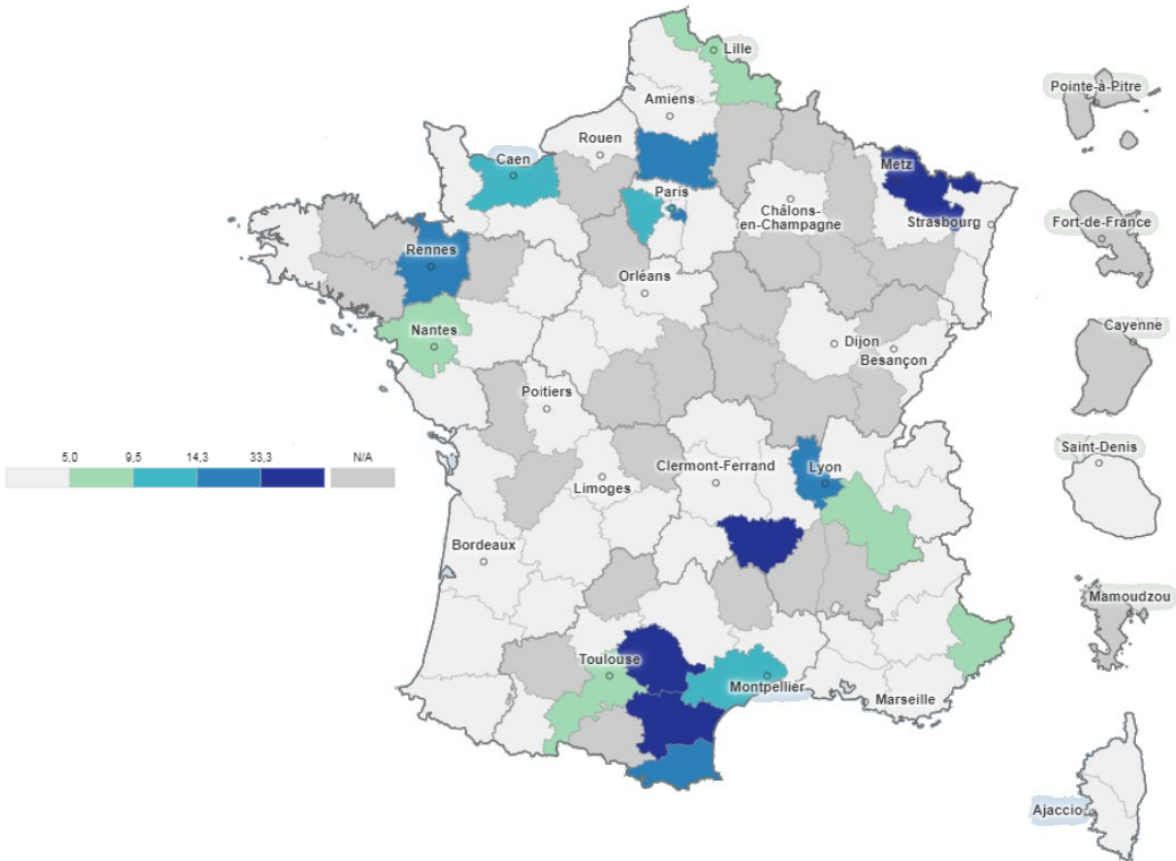 Lille
Pointe-à-Pitre
Amiens
Rouen
Caen
Metz
Paris
Châlons-
en-Champagne
Strasbourg
Fort-de-France
Rennes
Orléans
Nantes
Dijon
Besançon
Cayenne
Poitiers
5,0 9,5 14,3 33,3 N/A
Saint-Denis
Clermont-Ferrand
Lyon
Limoges
Bordeaux
Mamoudzou
Toulouse
Montpellier
Marseille
Ajaccio